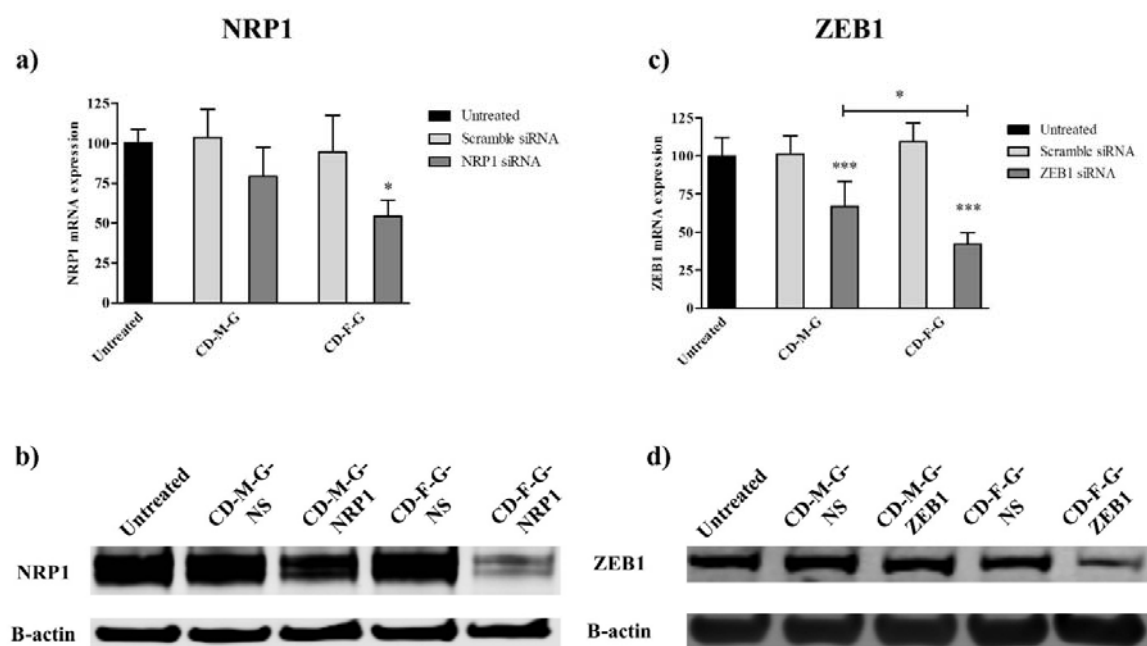 NRP1
a)
NRP1 mRNA expression
125
100
75
50
25
0
Untreated
CD-M-G
CD-F-G
*
Untreated
Scramble siRNA
NRP1 siRNA
ZEB1
c)
ZEB1 mRNA expression
125
100
75
50
25
0
Untreated
CD-M-G
CD-F-G
***
***
*
Untreated
Scramble siRNA
ZEB1 siRNA
b)
Untreated
CD-M-G-
NS
CD-M-G-
NRP1
CD-F-G-
NS
CD-F-G-
NRP1
NRP1
B-actin
d)
Untreated
CD-M-G-
NS
CD-M-G-
ZEB1
CD-F-G-
NS
CD-F-G-
ZEB1
ZEB1
B-actin